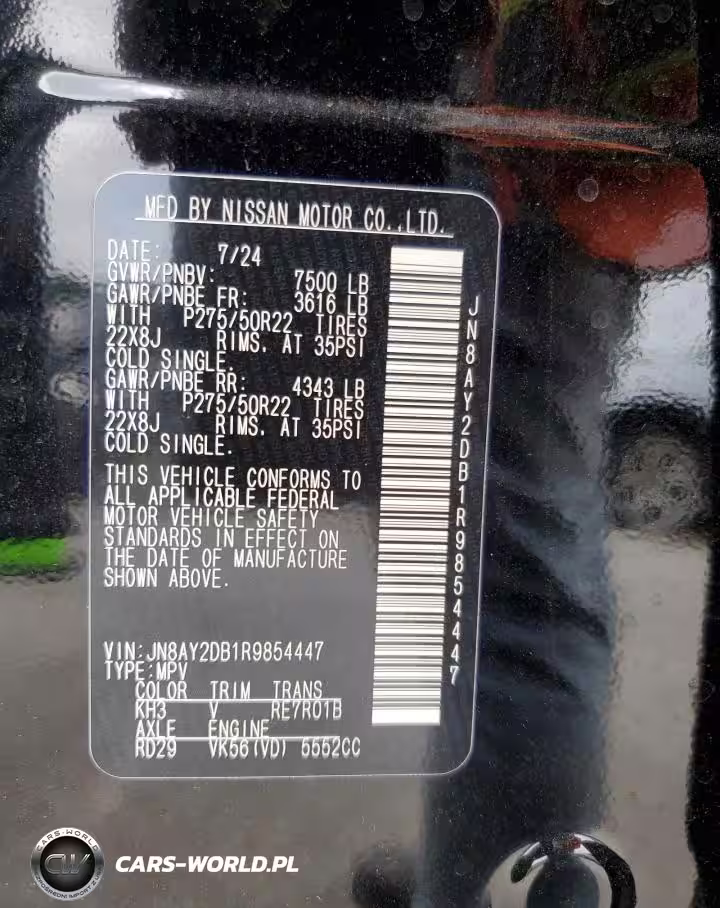 MFD BY NISSAN MOTOR CO.,LTD.
DATE: 7/24
GVWR/PNBV: 7500 LB
GAWR/PNBE FR: 3616 LB
WITH P275/50R22 TIRES
22X8J RIMS. AT 35PSI
COLD SINGLE.
GAWR/PNBE RR: 4343 LB
WITH P275/50R22 TIRES
22X8J RIMS. AT 35PSI
COLD SINGLE.
THIS VEHICLE CONFORMS TO
ALL APPLICABLE FEDERAL
MOTOR VEHICLE SAFETY
STANDARDS IN EFFECT ON
THE DATE OF MANUFACTURE
SHOWN ABOVE.
VIN:JN8AY2DB1R9854447
TYPE:MPV
COLOR TRIM TRANS
KH3 V RE7R01B
AXLE ENGINE
RD29 VK56(VD) 5552CC
JN8AY2DB1R9854447
CARS-WORLD
CW
CARS-WORLD.PL